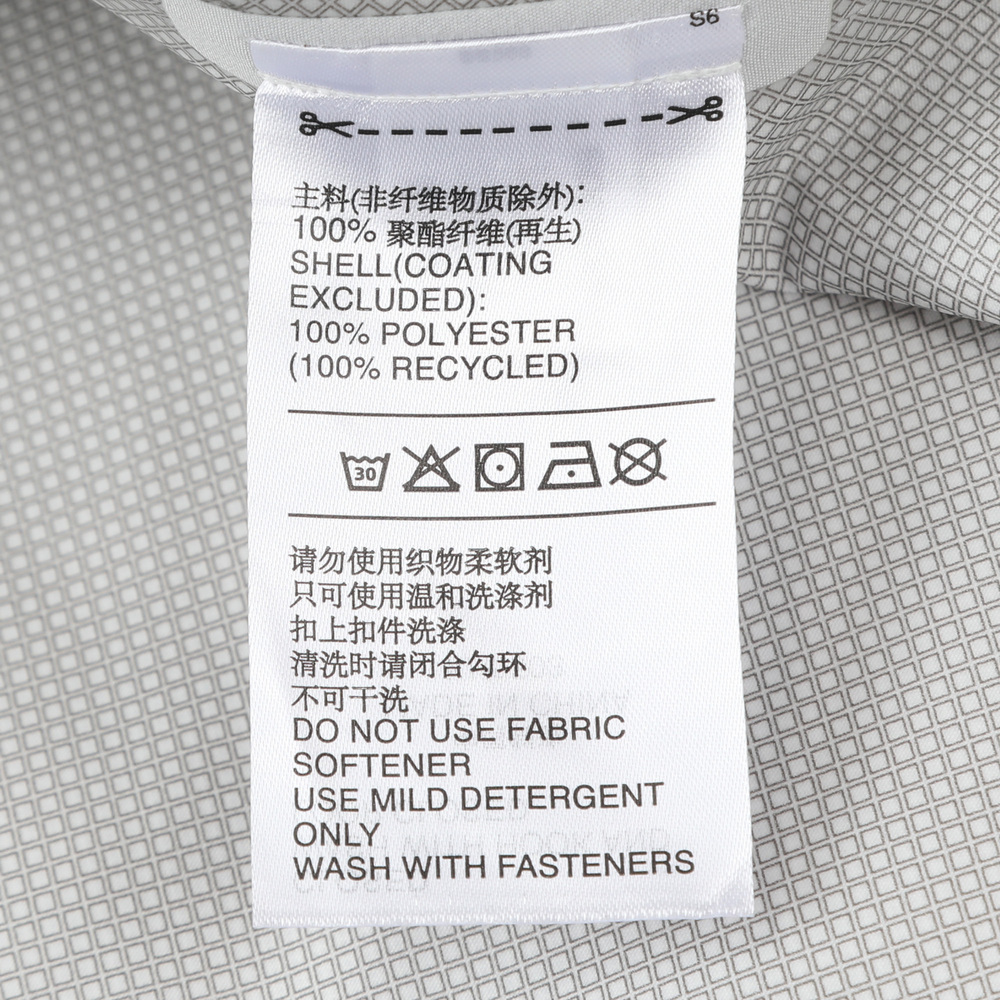 S6
主料(非纤维物质除外):
100% 聚酯纤维(再生)
SHELL(COATING
EXCLUDED):
100% POLYESTER
(100% RECYCLED)
30
请勿使用织物柔软剂
只可使用温和洗涤剂
扣上扣件洗涤
清洗时请闭合勾环
不可干洗
DO NOT USE FABRIC
SOFTENER
USE MILD DETERGENT
ONLY
WASH WITH FASTENERS